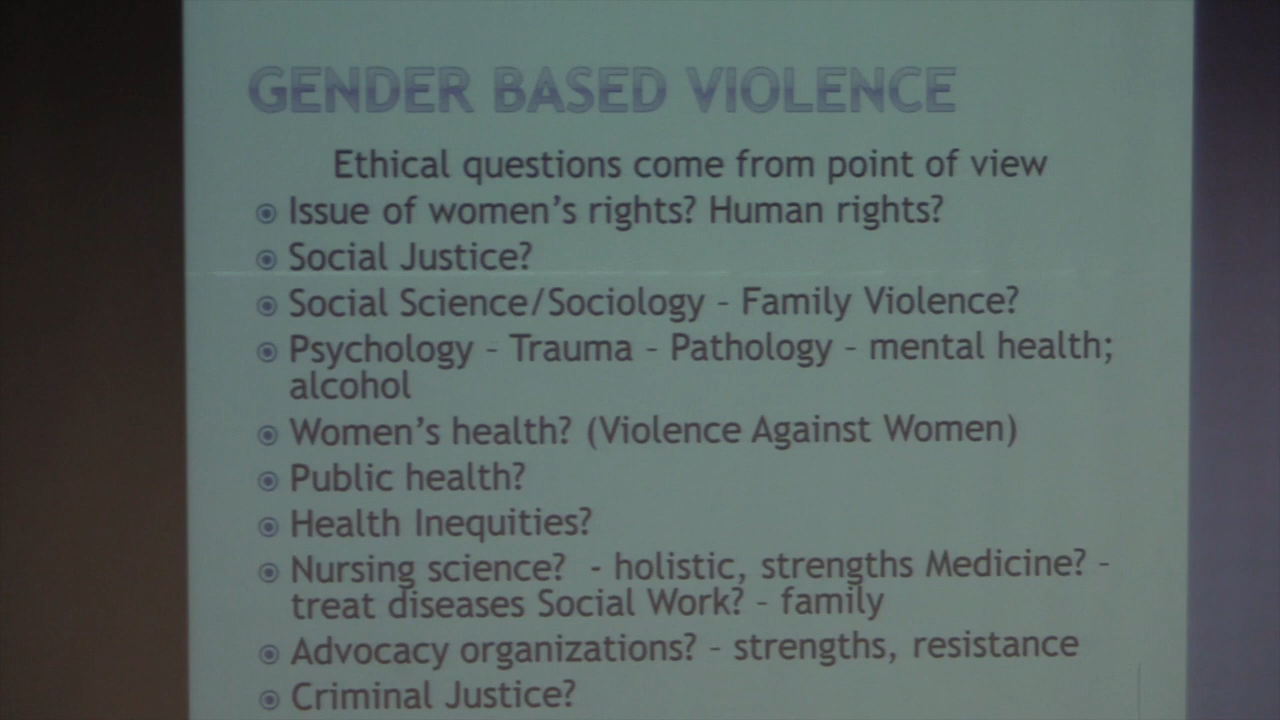 GENDER BASED VIOLENCE
Ethical questions come from point of view
Issue of women's rights? Human rights?
Social Justice?
Social Science/Sociology – Family Violence?
Psychology – Trauma – Pathology – mental health;
alcohol
Women's health? (Violence Against Women)
Public health?
Health Inequities?
Nursing science?  - holistic, strengths Medicine? –
treat diseases Social Work? – family
Advocacy organizations? – strengths, resistance
Criminal Justice?